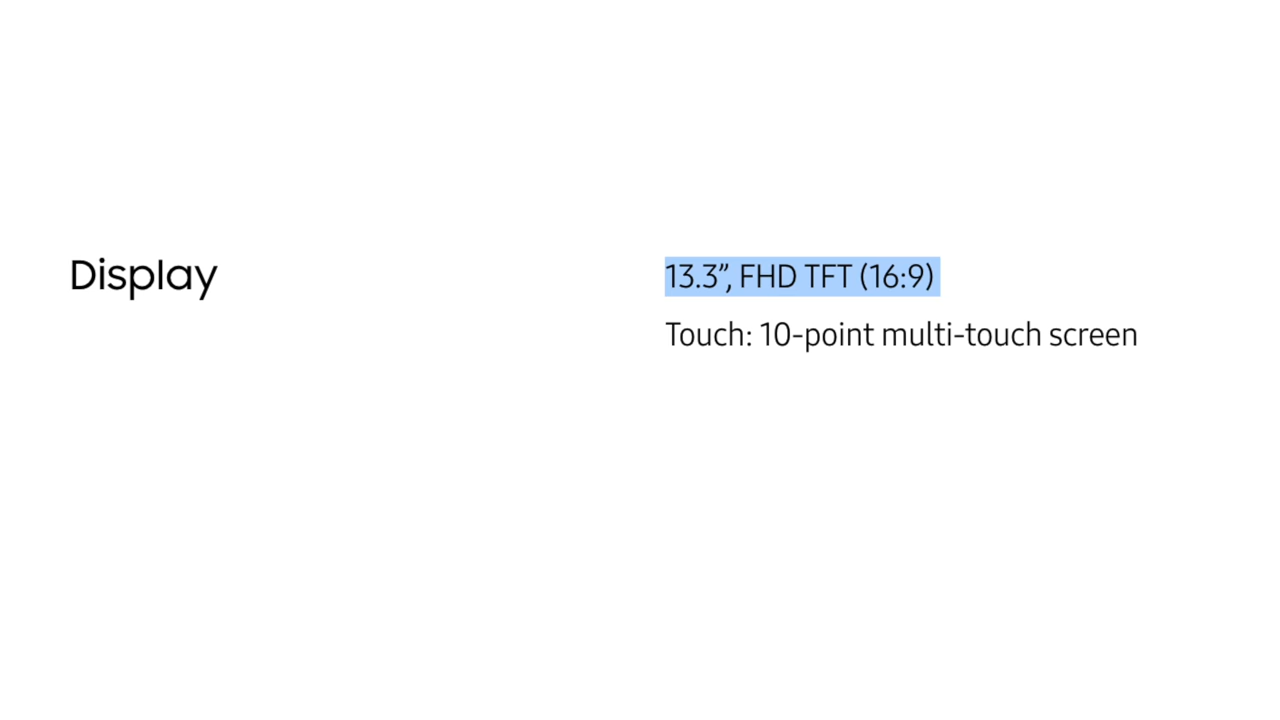 Display
13.3”, FHD TFT (16:9)
Touch: 10-point multi-touch screen